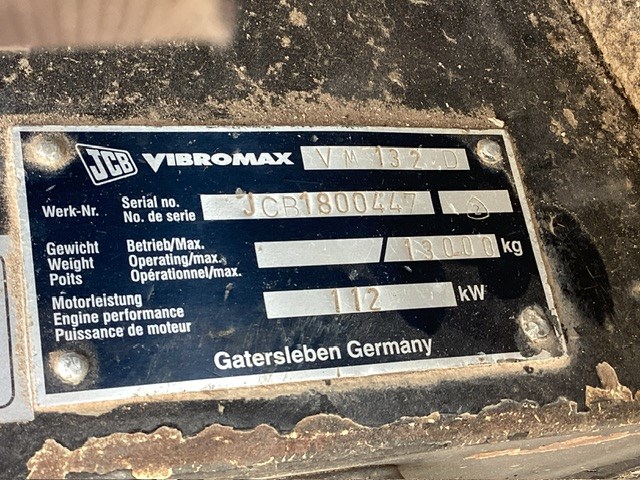 JCB VIBROMAX VM 132 D
Werk-Nr. Serial no. No. de serie JCB1800447
Gewicht Betrieb/Max.
Weight Operating/max. / 13000 kg
Poits Opérationnel/max.
Motorleistung
Engine performance 112 kW
Puissance de moteur
Gatersleben Germany